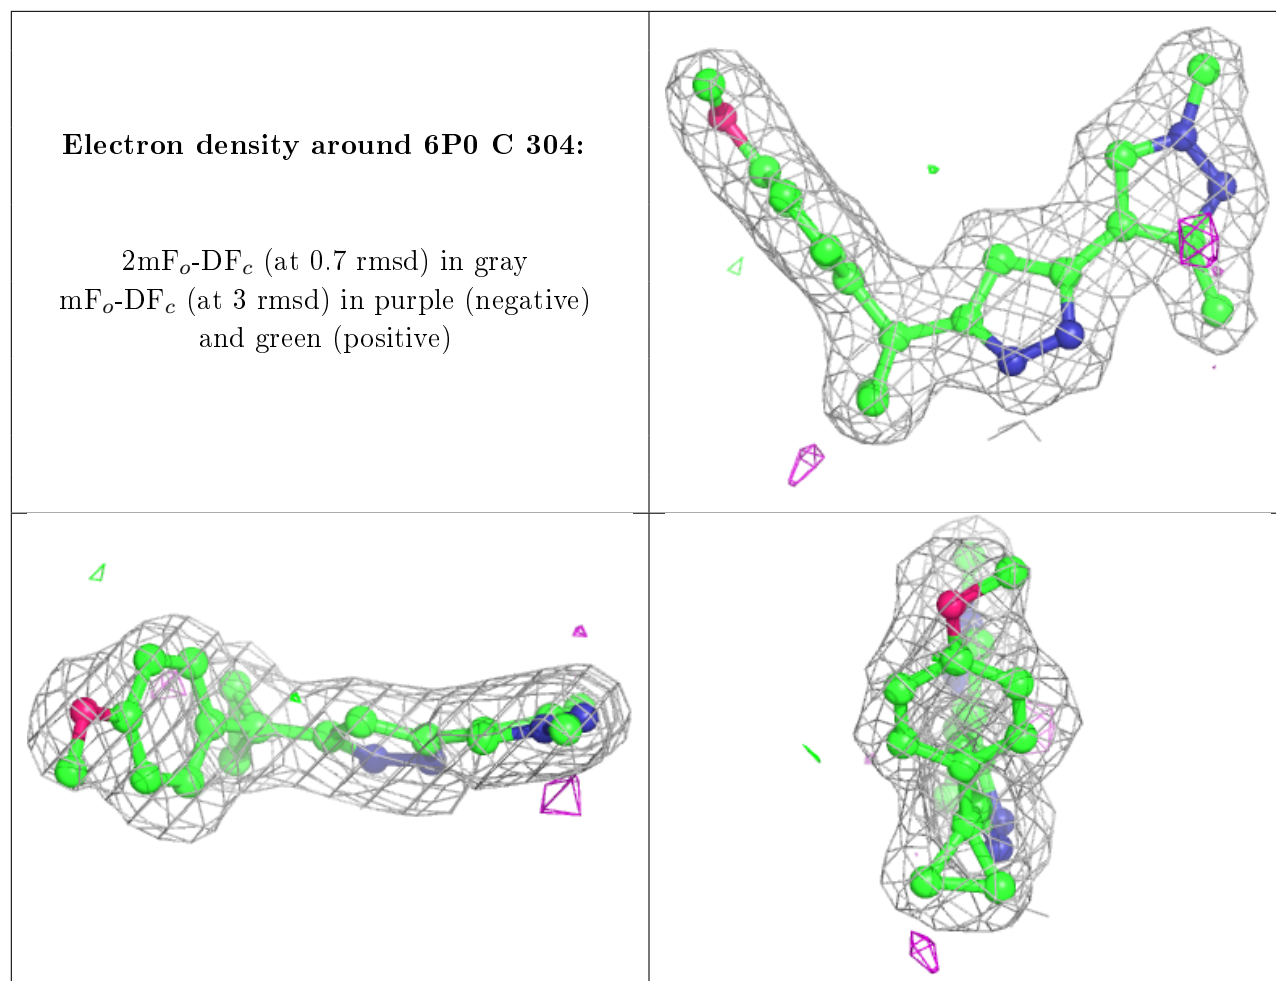 Electron density around 6P0 C 304:
2mFo-DFc (at 0.7 rmsd) in gray
mFo-DFc (at 3 rmsd) in purple (negative)
and green (positive)